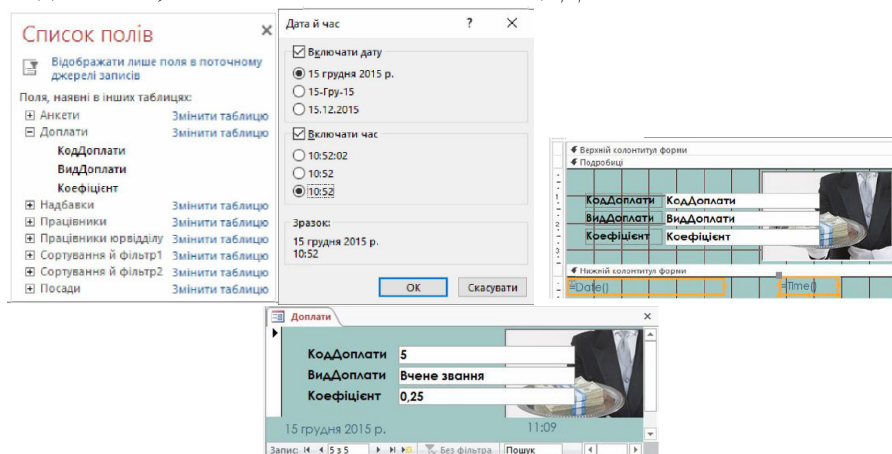 Список полів
Відображати лише поля в поточному
джерелі записів
Поля, наявні в інших таблицях:
Анкети Змінити таблицю
Доплати Змінити таблицю
КодДоплати
ВидДоплати
Коефіцієнт
Надбавки Змінити таблицю
Працівники Змінити таблицю
Працівники юрвідділу Змінити таблицю
Сортування й фільтр1 Змінити таблицю
Сортування й фільтр2 Змінити таблицю
Посади Змінити таблицю
Дата й час
Включати дату
15 грудня 2015 р.
15-Гру-15
15.12.2015
Включати час
10:52:02
10:52
10:52
Зразок:
15 грудня 2015 р.
10:52
ОК Скасувати
Верхній колонтитул форми
Подробиці
КодДоплати КодДоплати
ВидДоплати ВидДоплати
Коефіцієнт Коефіцієнт
Нижній колонтитул форми
=Date() =Time()
Доплати
КодДоплати 5
ВидДоплати Вчене звання
Коефіцієнт 0,25
15 грудня 2015 р. 11:09
Запис: 5 з 5 Без фільтра Пошук